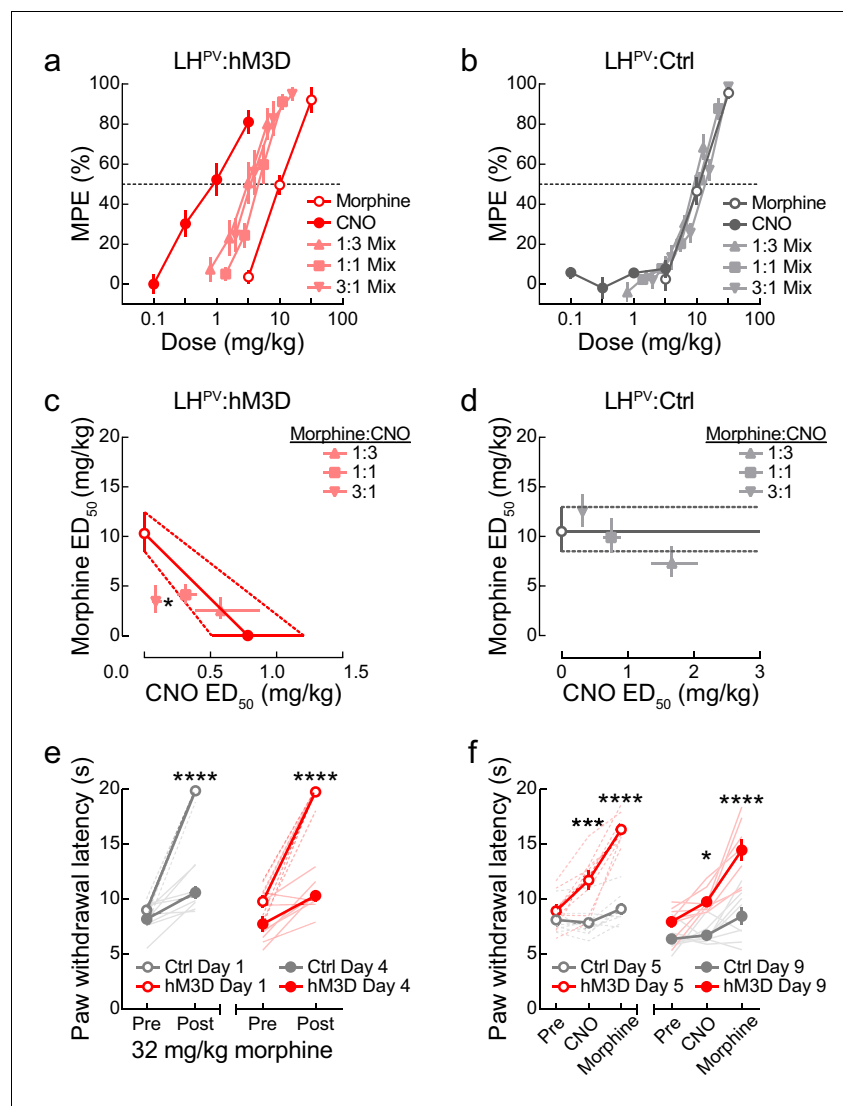 a
LHPV:hM3D
MPE (%)
100
80
60
40
20
0
0.1
1
10
100
Dose (mg/kg)
Morphine
CNO
1:3 Mix
1:1 Mix
3:1 Mix
b
LHPV:Ctrl
MPE (%)
100
80
60
40
20
0
0.1
1
10
100
Dose (mg/kg)
Morphine
CNO
1:3 Mix
1:1 Mix
3:1 Mix
c
LHPV:hM3D
Morphine ED50 (mg/kg)
20
15
10
5
0
0.0
0.5
1.0
1.5
CNO ED50 (mg/kg)
Morphine:CNO
1:3
1:1
3:1
*
d
LHPV:Ctrl
Morphine ED50 (mg/kg)
20
15
10
5
0
0
1
2
3
CNO ED50 (mg/kg)
Morphine:CNO
1:3
1:1
3:1
e
Paw withdrawal latency (s)
20
15
10
5
0
****
****
Ctrl Day 1
hM3D Day 1
Ctrl Day 4
hM3D Day 4
Pre
Post
Pre
Post
32 mg/kg morphine
f
Paw withdrawal latency (s)
20
15
10
5
0
***
****
*
****
Ctrl Day 5
hM3D Day 5
Ctrl Day 9
hM3D Day 9
Pre
CNO
Morphine
Pre
CNO
Morphine